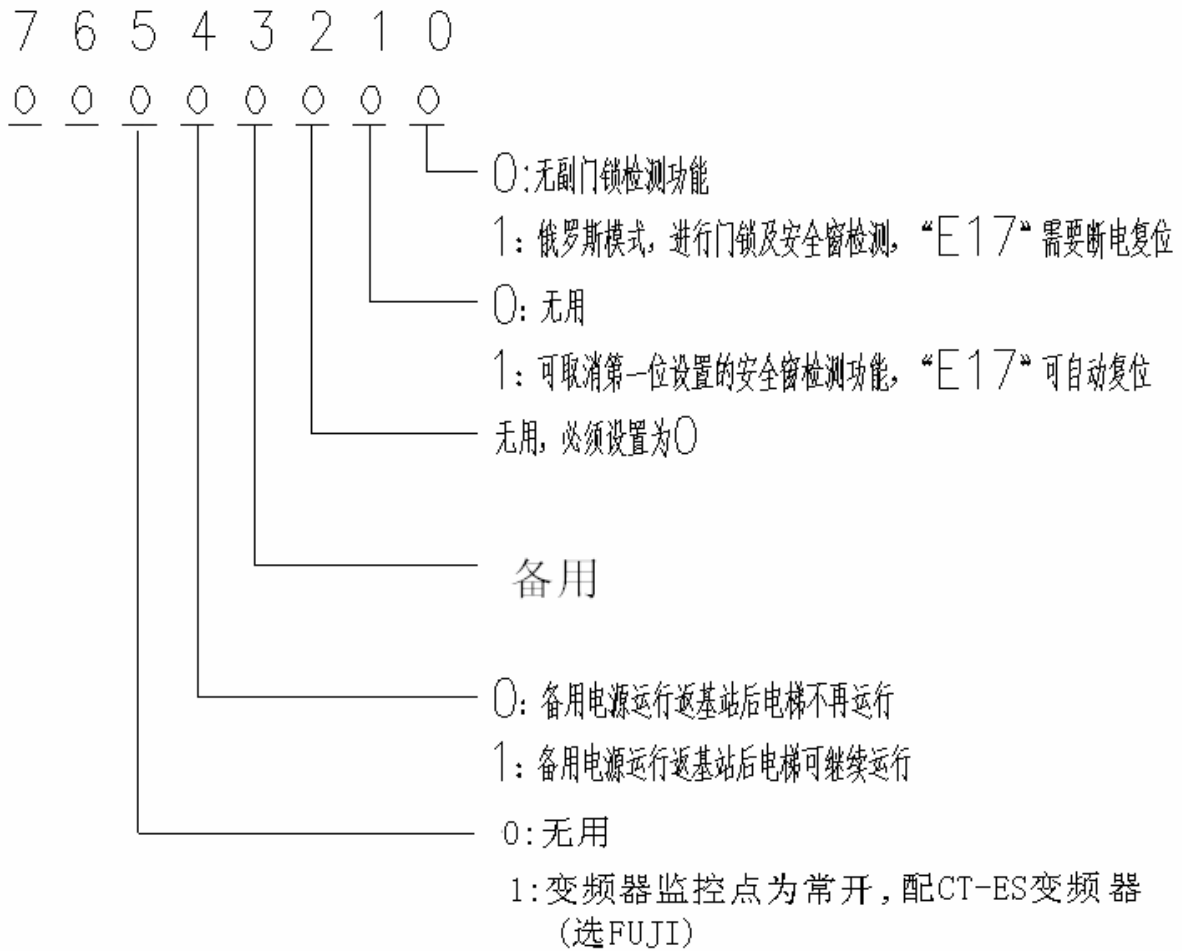 7 6 5 4 3 2 1 0
0 0 0 0 0 0 0 0
0:无副门锁检测功能
1: 俄罗斯模式, 进行门锁及安全窗检测, “E17”需要断电复位
0: 无用
1: 可取消第一位设置的安全窗检测功能, “E17”可自动复位
无用, 必须设置为0
备用
0: 备用电源运行返基站后电梯不再运行
1: 备用电源运行返基站后电梯可继续运行
0:无用
1:变频器监控点为常开,配CT-ES变频器
(选FUJI)